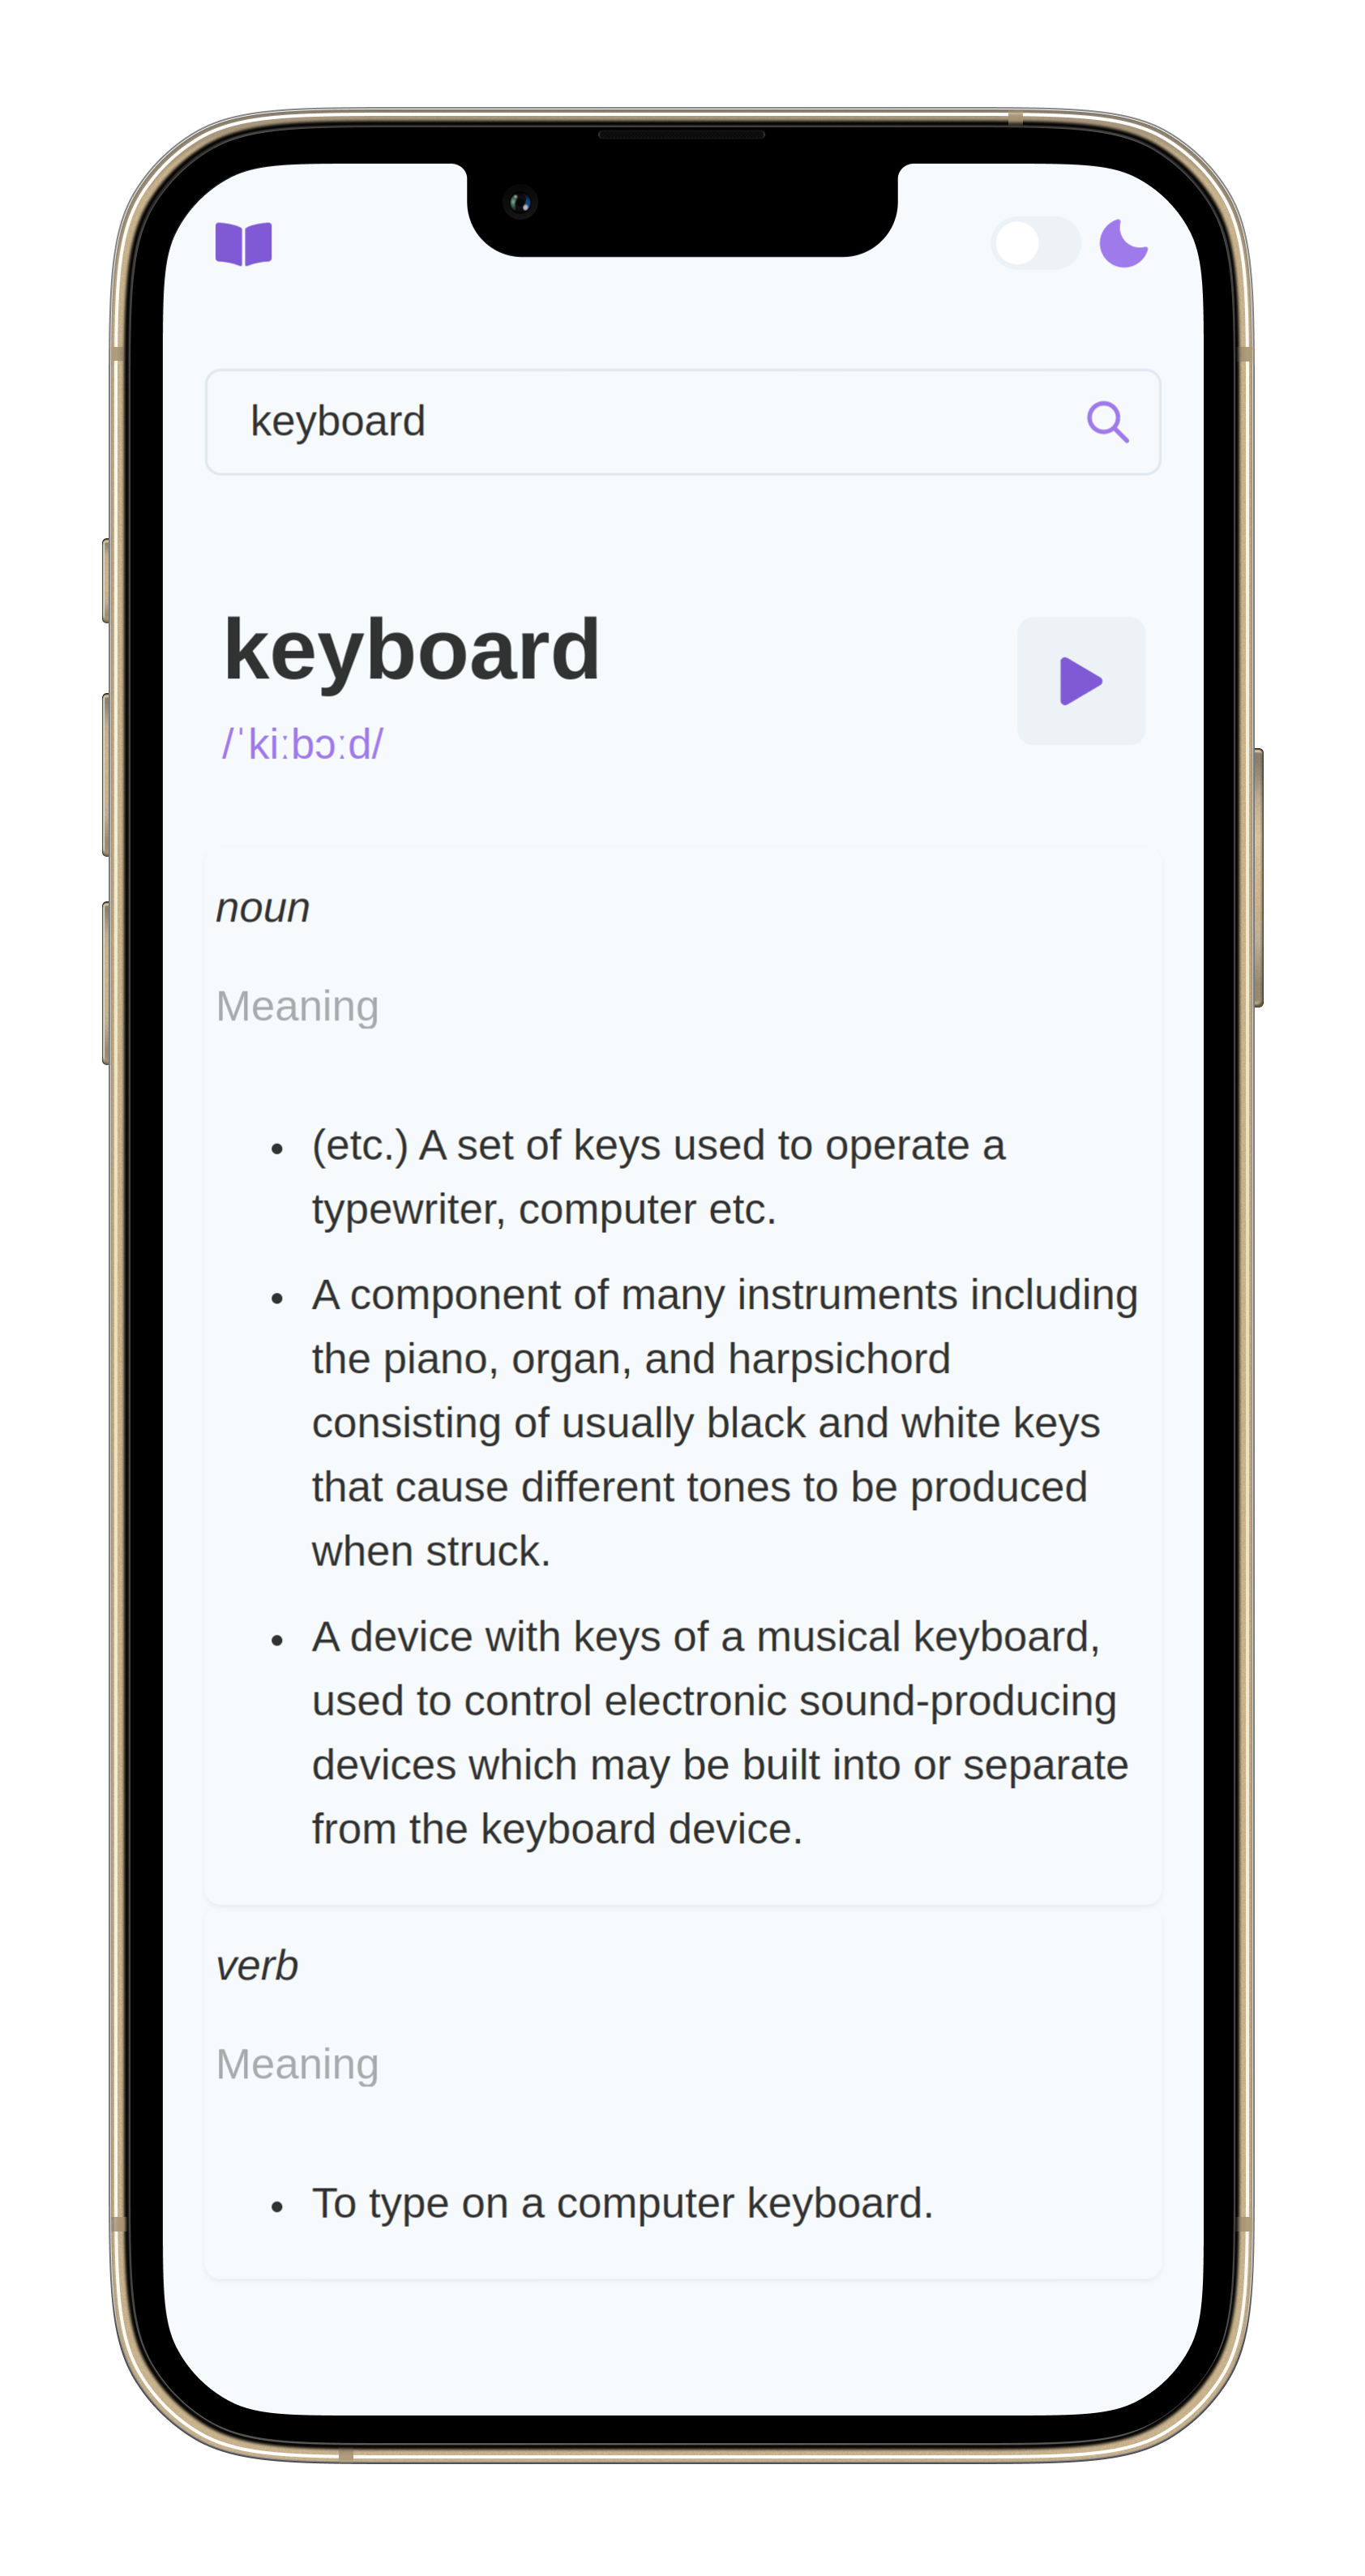 keyboard
keyboard
/ˈkiːbɔːd/
noun
Meaning
• (etc.) A set of keys used to operate a
typewriter, computer etc.
• A component of many instruments including
the piano, organ, and harpsichord
consisting of usually black and white keys
that cause different tones to be produced
when struck.
• A device with keys of a musical keyboard,
used to control electronic sound-producing
devices which may be built into or separate
from the keyboard device.
verb
Meaning
• To type on a computer keyboard.